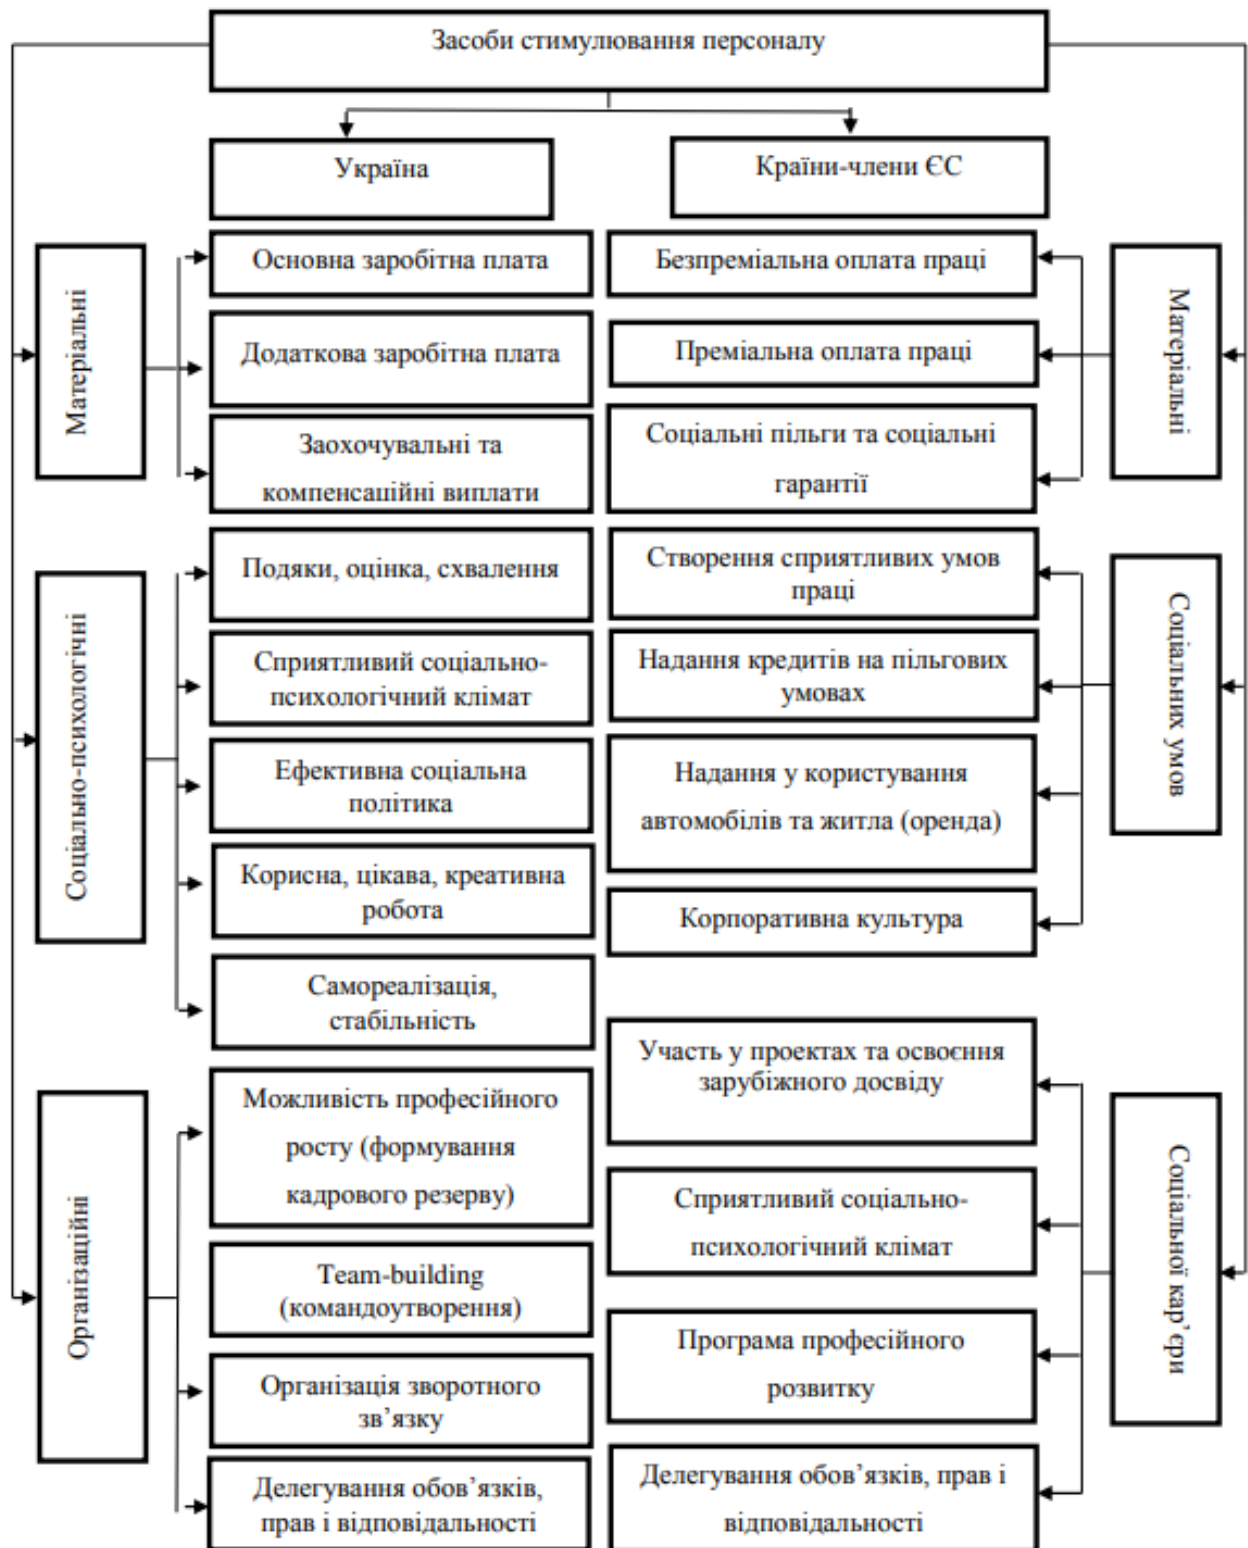 Засоби стимулювання персоналу
Україна
Країни-члени ЄС
Матеріальні
Основна заробітна плата
Додаткова заробітна плата
Заохочувальні та
компенсаційні виплати
Безпреміальна оплата праці
Преміальна оплата праці
Соціальні пільги та соціальні
гарантії
Матеріальні
Соціально-психологічні
Подяки, оцінка, схвалення
Сприятливий соціально-
психологічний клімат
Ефективна соціальна
політика
Корисна, цікава, креативна
робота
Самореалізація,
стабільність
Створення сприятливих умов
праці
Надання кредитів на пільгових
умовах
Надання у користування
автомобілів та житла (оренда)
Корпоративна культура
Соціальних умов
Організаційні
Можливість професійного
росту (формування
кадрового резерву)
Team-building
(командоутворення)
Організація зворотного
зв’язку
Делегування обов’язків,
прав і відповідальності
Участь у проектах та освоєння
зарубіжного досвіду
Сприятливий соціально-
психологічний клімат
Програма професійного
розвитку
Делегування обов’язків, прав і
відповідальності
Соціальної кар’єри